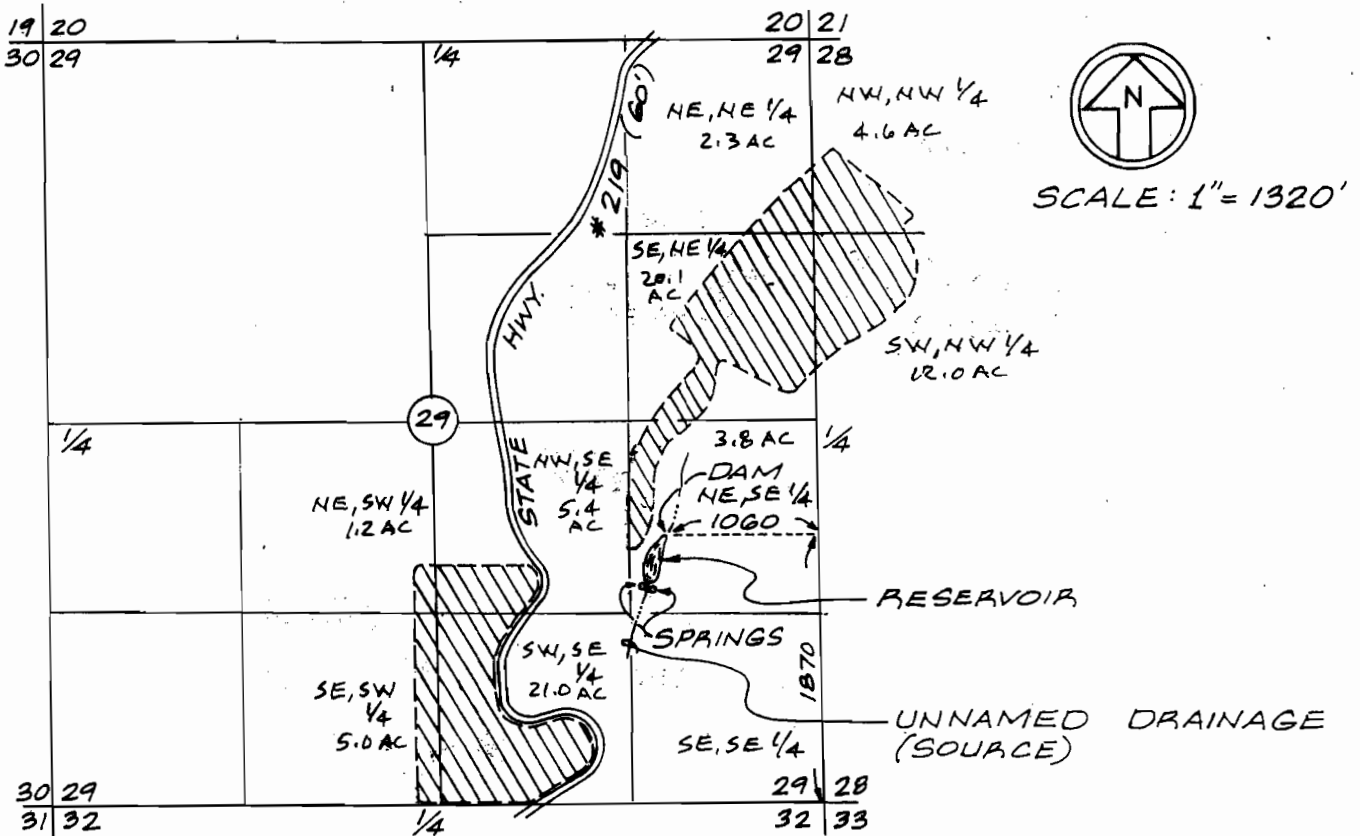 19 20
20 21
30 29
1/4
29 28
(60')
NE, NE 1/4
2.3 AC
NW, NW 1/4
4.6 AC
N
SCALE: 1" = 1320'
STATE HWY. # 219
SE, NE 1/4
20.1
AC
SW, NW 1/4
12.0 AC
29
1/4
3.8 AC
1/4
NE, SW 1/4
1.2 AC
NW, SE
1/4
5.4
AC
DAM
NE, SE 1/4
1060
RESERVOIR
SPRINGS
SW, SE
1/4
21.0 AC
1870
SE, SW
1/4
5.0 AC
SE, SE 1/4
UNNAMED DRAINAGE
(SOURCE)
30 29
29 28
31 32
1/4
32 33